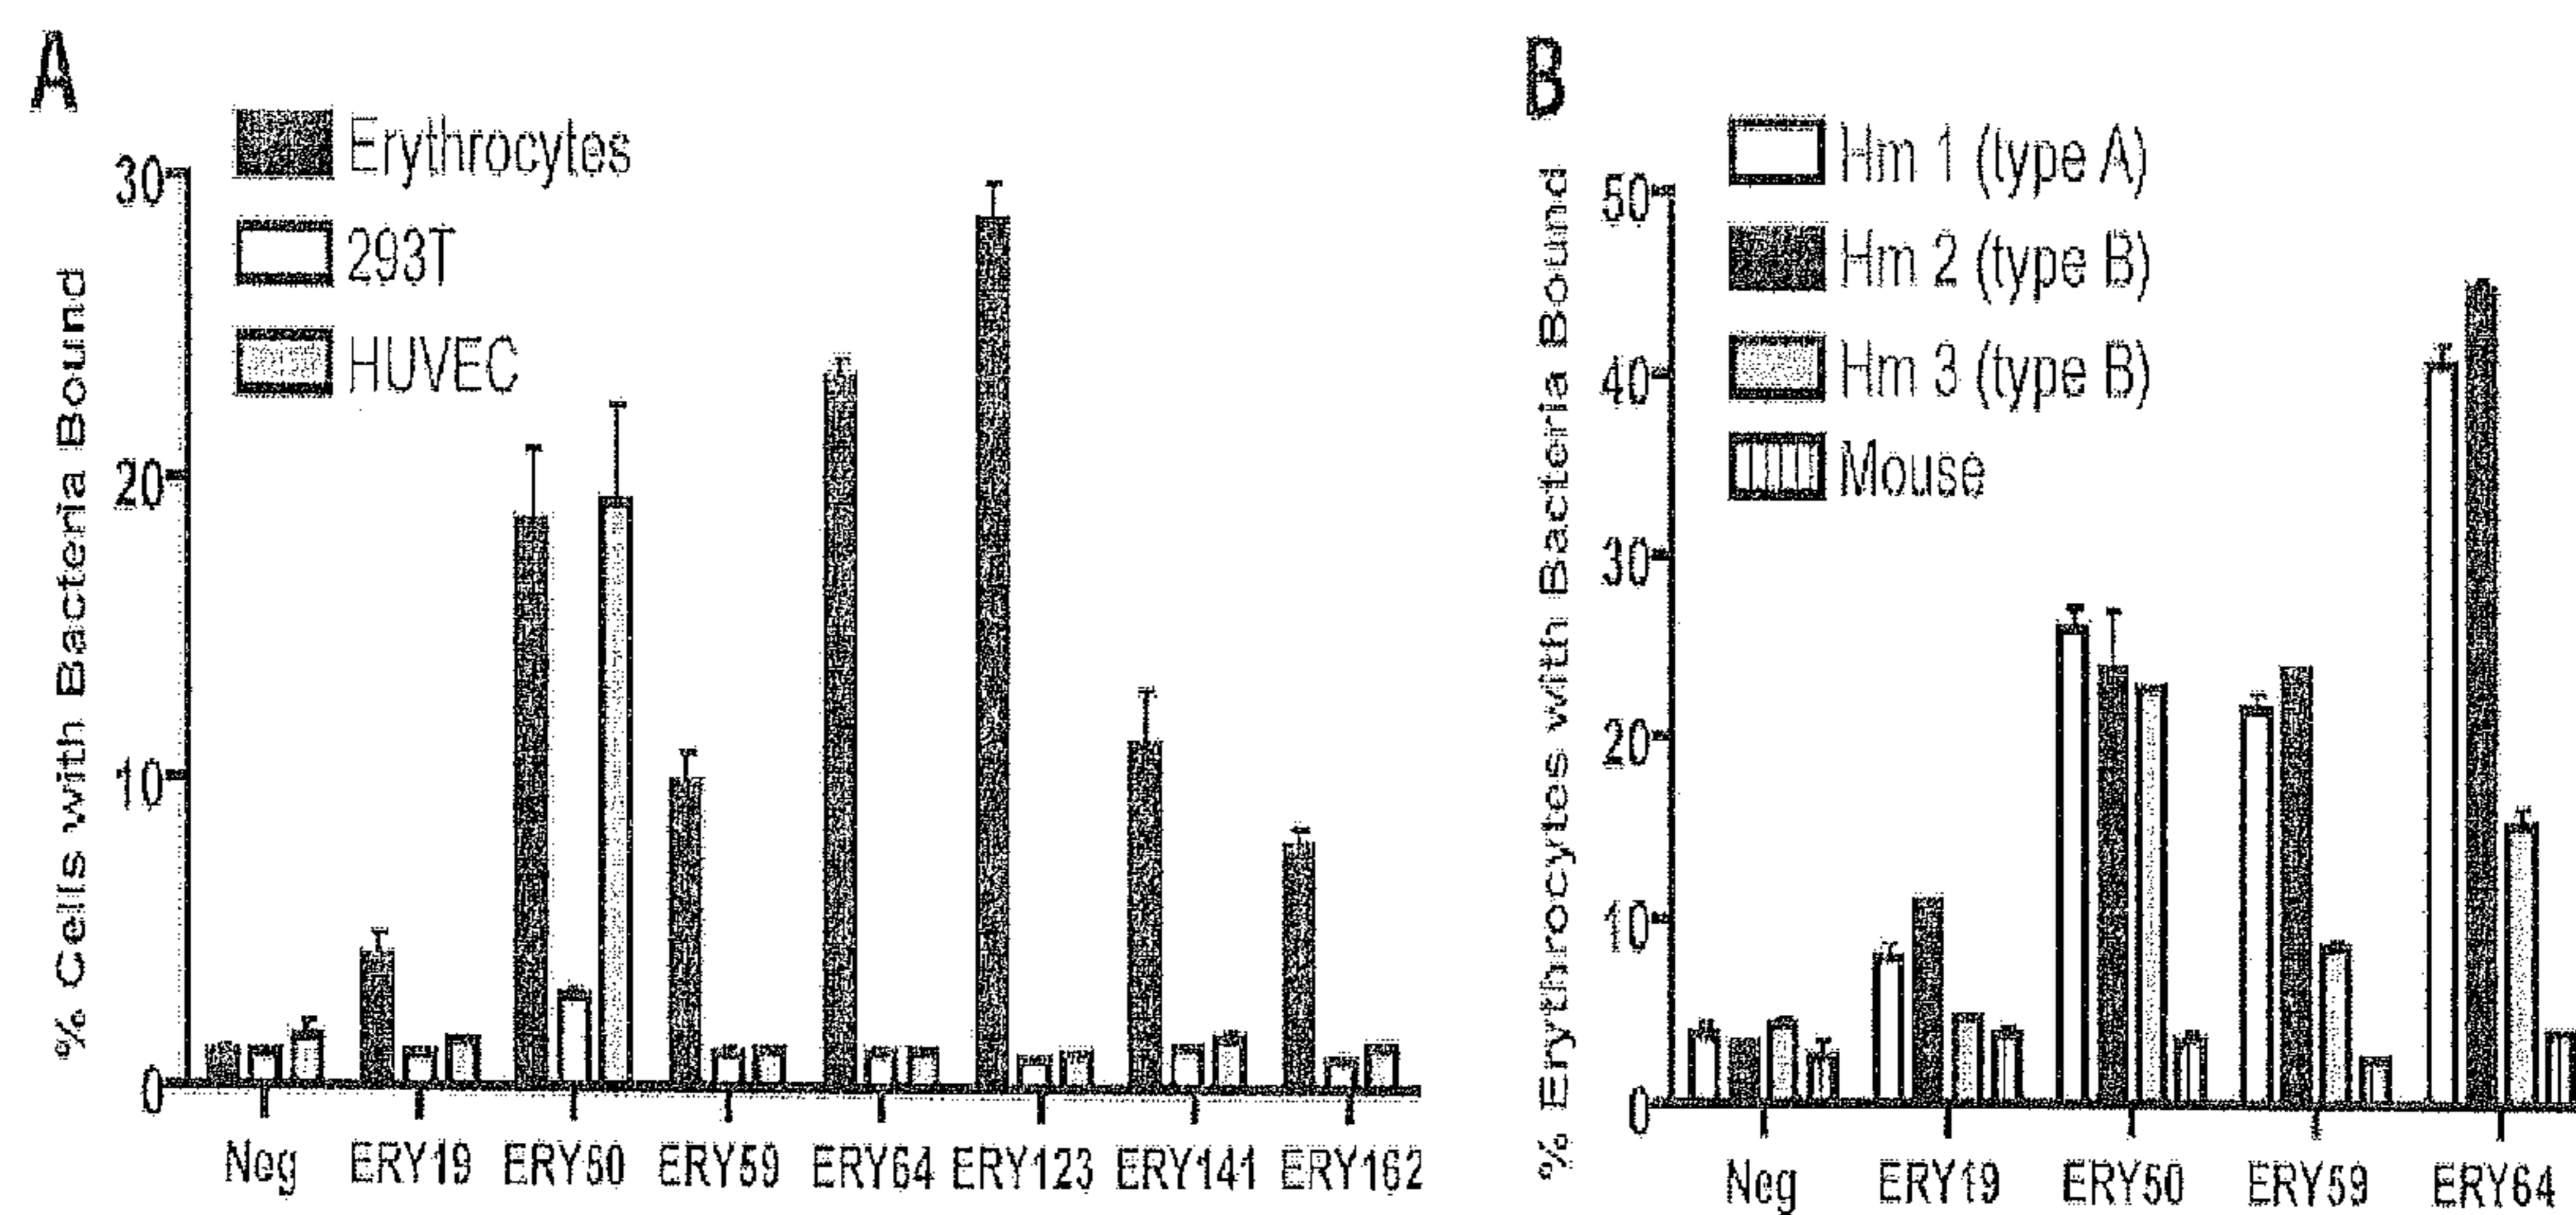 A
Erythrocytes
293T
HUVEC
% Cells with Bacteria Bound
30
20
10
0
Neg ERY19 ERY50 ERY59 ERY64 ERY123 ERY141 ERY162
B
Hm 1 (type A)
Hm 2 (type B)
Hm 3 (type B)
Mouse
% Erythrocytes with Bacteria Bound
50
40
30
20
10
0
Neg ERY19 ERY50 ERY59 ERY64